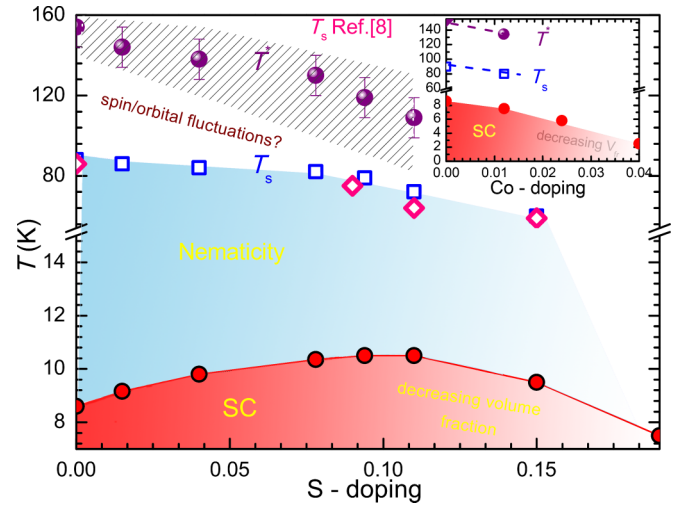 160
120
80
14
12
10
8
T (K)
0.00
0.05
0.10
0.15
S - doping
T_s Ref.[8]
T*
spin/orbital fluctuations?
T_s
Nematicity
SC
decreasing volume
fraction
150
140
120
100
80
8
6
4
2
0
T*
T_s
SC
decreasing V
0.00
0.01
0.02
0.03
0.04
Co - doping